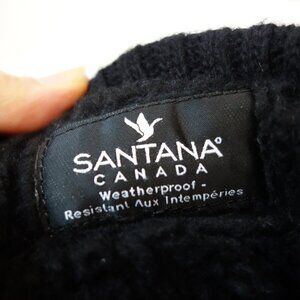 SANTANA°
CANADA
Weatherproof -
Resistant Aux Intempéries